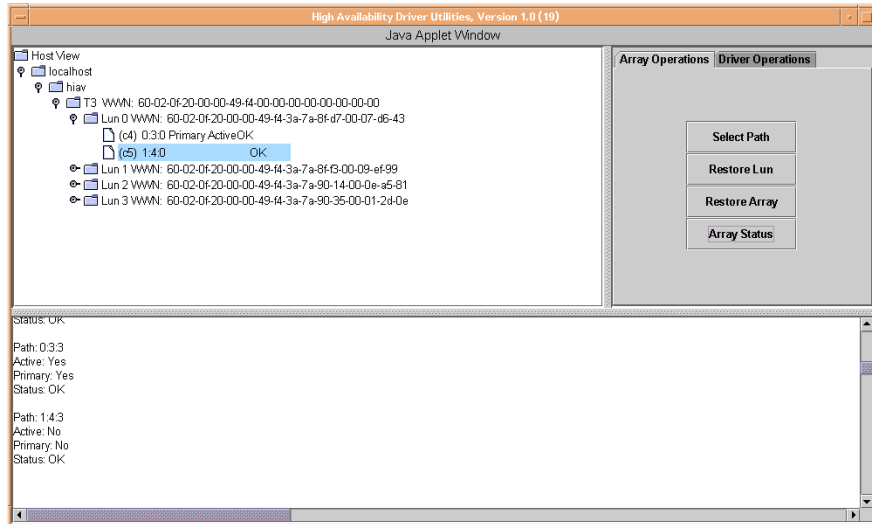 High Availability Driver Utilities, Version 1.0 (19)
Java Applet Window
Host View
localhost
hiav
T3 WWN: 60-02-0f-20-00-00-49-f4-00-00-00-00-00-00-00-00
Lun 0 WWN: 60-02-0f-20-00-00-49-f4-3a-7a-8f-d7-00-07-d6-43
(c4) 0:3:0 Primary ActiveOK
(c5) 1:4:0 OK
Lun 1 WWN: 60-02-0f-20-00-00-49-f4-3a-7a-8f-f3-00-09-ef-99
Lun 2 WWN: 60-02-0f-20-00-00-49-f4-3a-7a-90-14-00-0e-a5-81
Lun 3 WWN: 60-02-0f-20-00-00-49-f4-3a-7a-90-35-00-01-2d-0e
Array Operations Driver Operations
Select Path
Restore Lun
Restore Array
Array Status
Status: OK
Path: 0:3:3
Active: Yes
Primary: Yes
Status: OK
Path: 1:4:3
Active: No
Primary: No
Status: OK